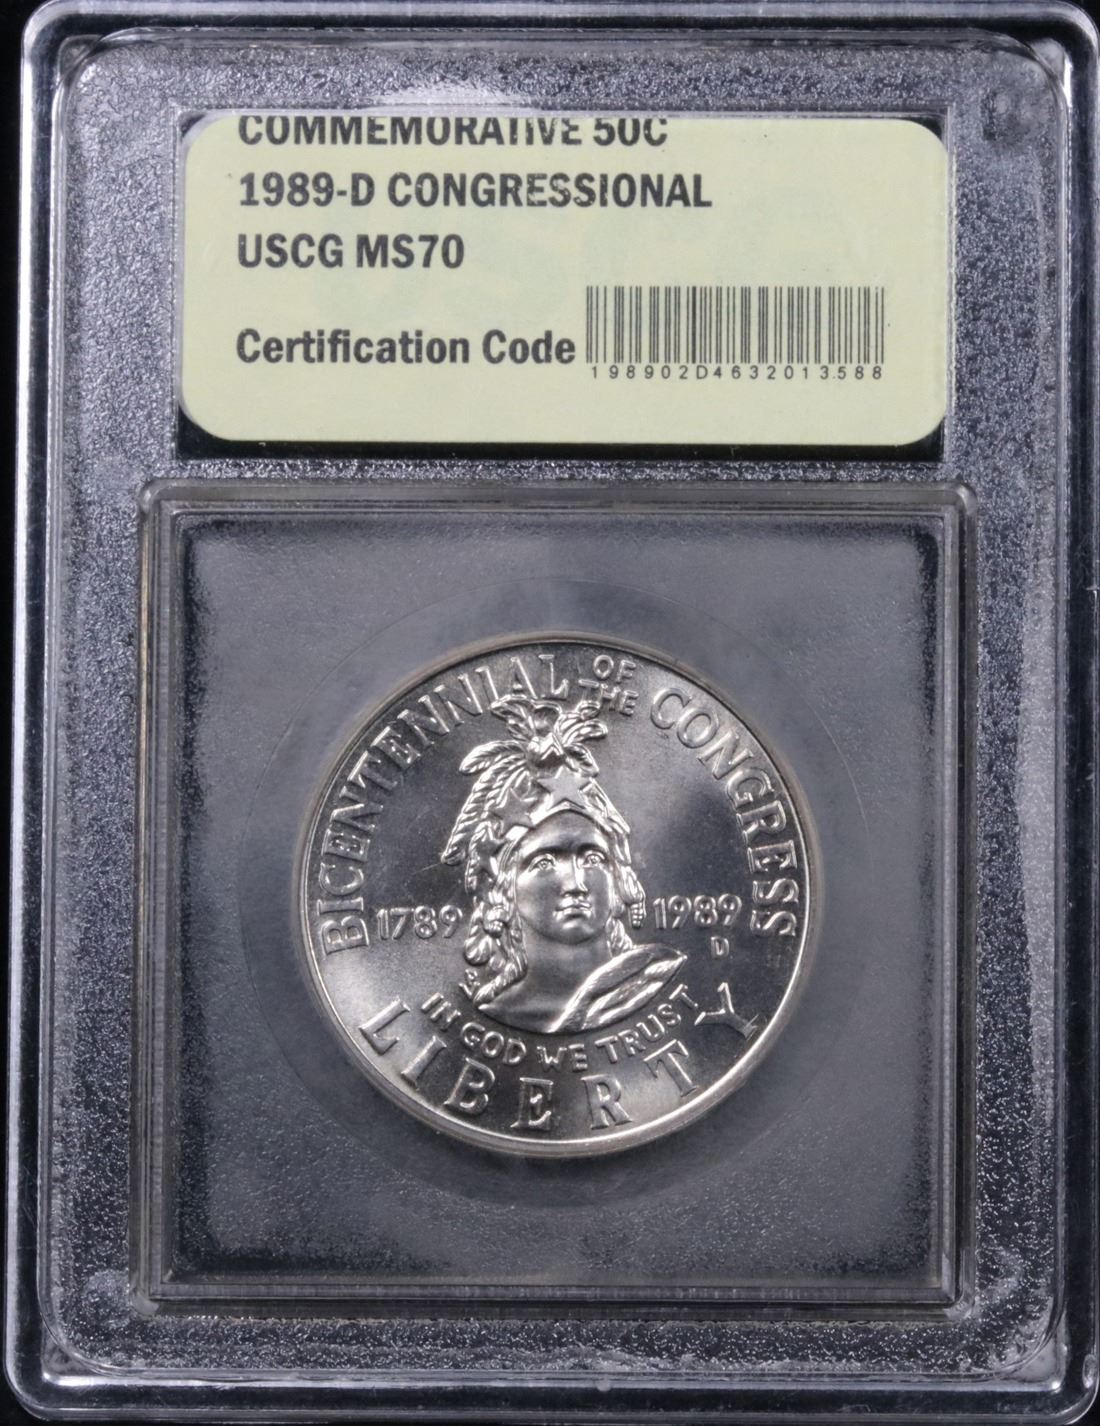 COMMEMORATIVE 50C
1989-D CONGRESSIONAL
USCG MS70
Certification Code
198902D4632013588
BICENTENNIAL OF THE CONGRESS
1789
1989
D
IN GOD WE TRUST
LIBERTY